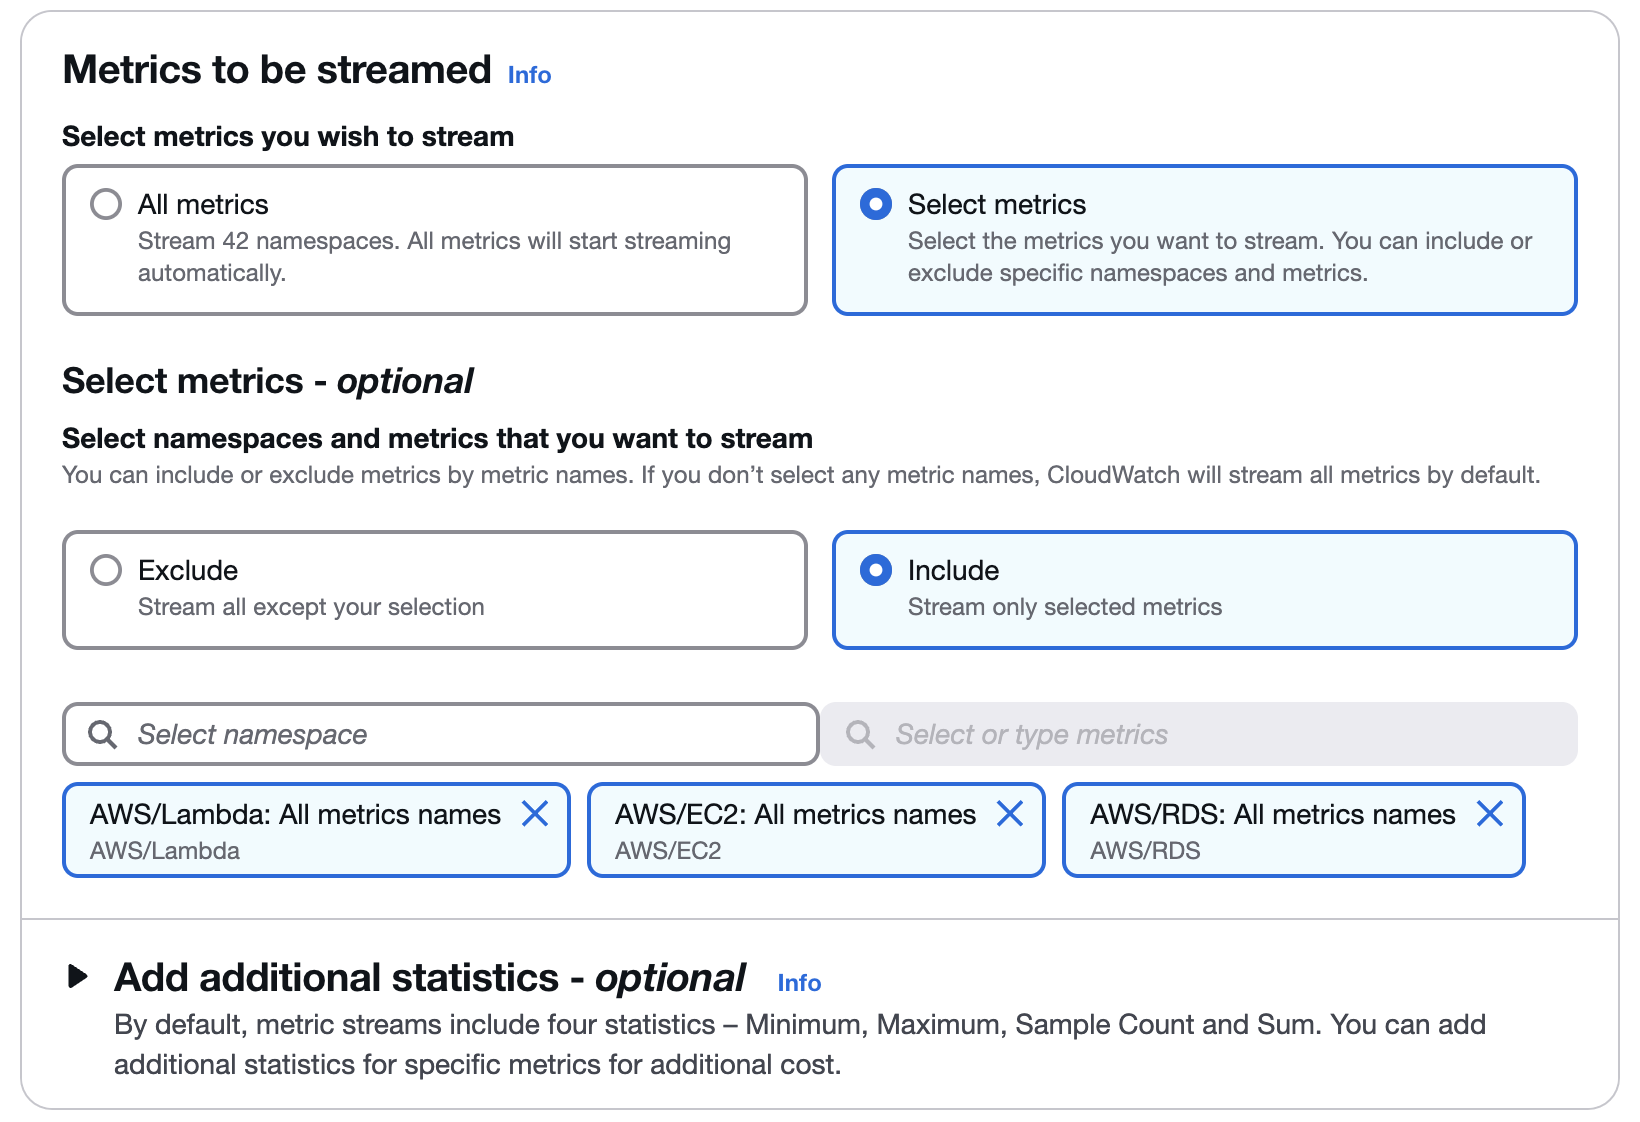 Metrics to be streamed Info
Select metrics you wish to stream
All metrics
Stream 42 namespaces. All metrics will start streaming
automatically.
Select metrics
Select the metrics you want to stream. You can include or
exclude specific namespaces and metrics.
Select metrics - optional
Select namespaces and metrics that you want to stream
You can include or exclude metrics by metric names. If you don’t select any metric names, CloudWatch will stream all metrics by default.
Exclude
Stream all except your selection
Include
Stream only selected metrics
Select namespace
Select or type metrics
AWS/Lambda: All metrics names
AWS/Lambda
AWS/EC2: All metrics names
AWS/EC2
AWS/RDS: All metrics names
AWS/RDS
Add additional statistics - optional Info
By default, metric streams include four statistics – Minimum, Maximum, Sample Count and Sum. You can add
additional statistics for specific metrics for additional cost.